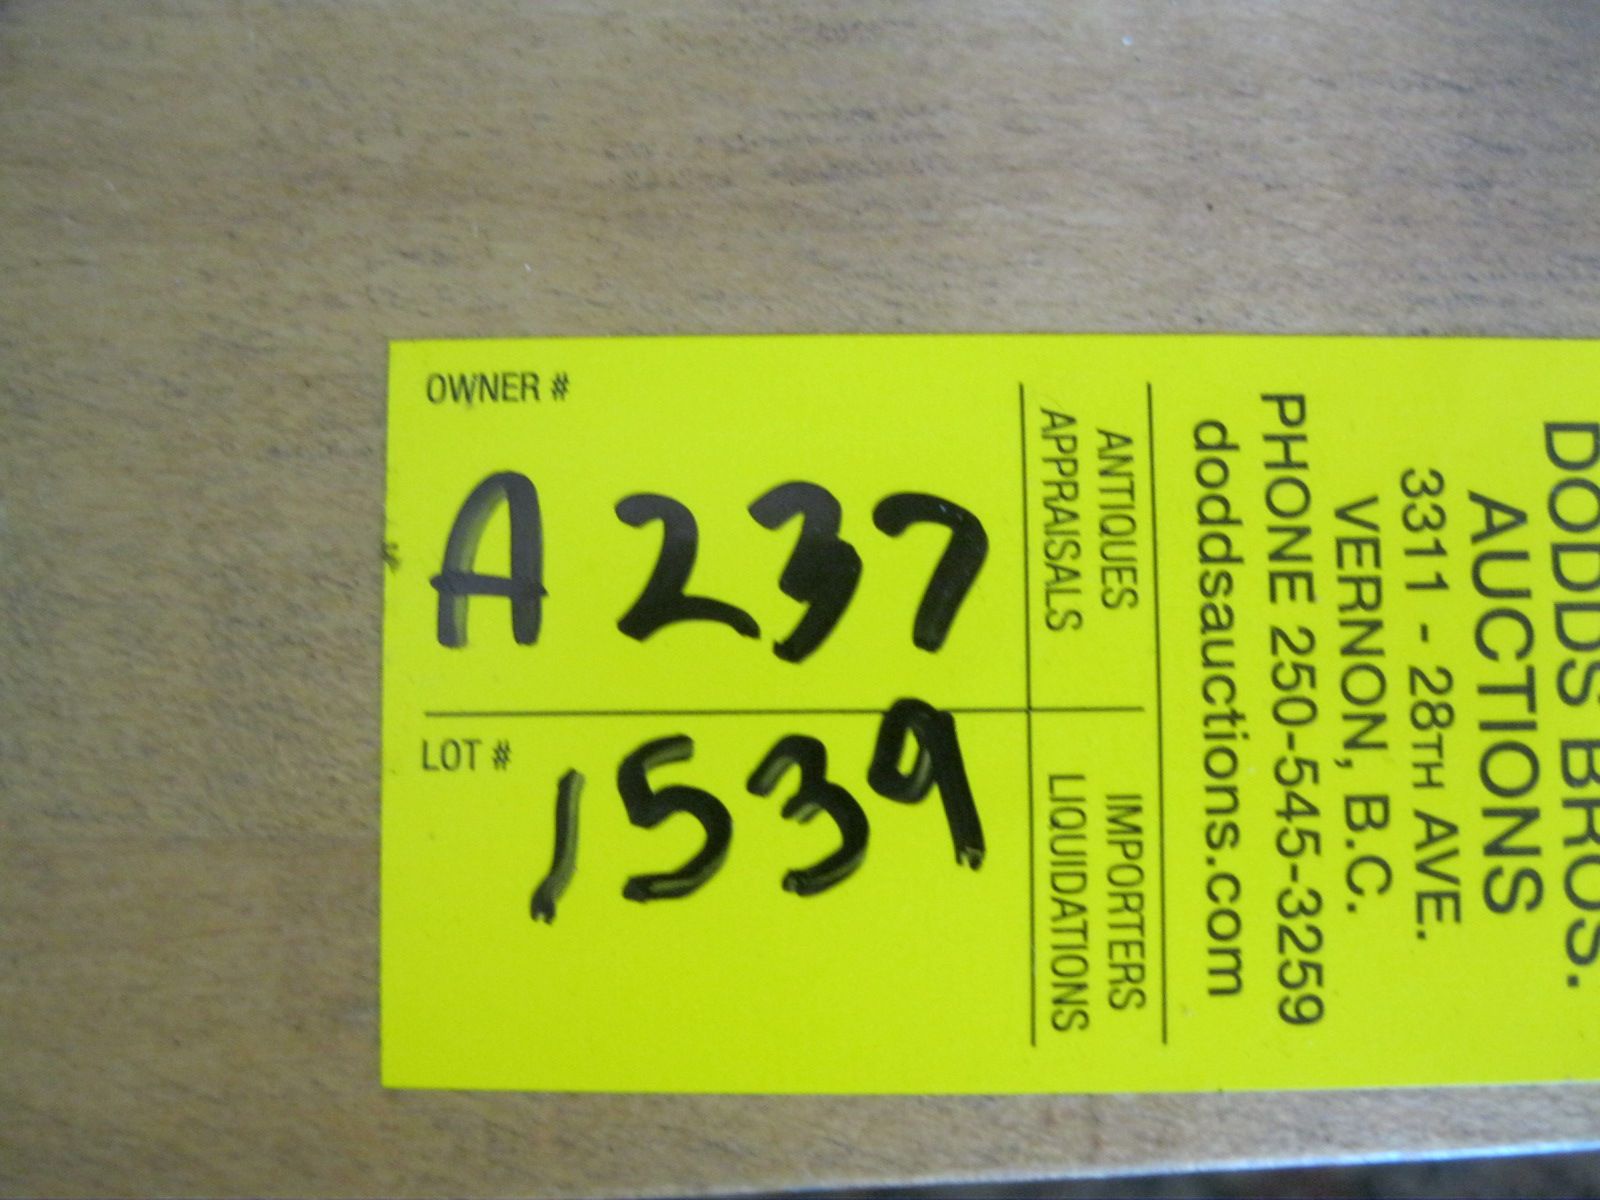 DODDS BROS.
AUCTIONS
3311 - 28TH AVE.
VERNON, B.C.
PHONE 250-545-3259
doddsauctions.com
ANTIQUES
APPRAISALS
IMPORTERS
LIQUIDATIONS
OWNER #
A 237
LOT #
1539